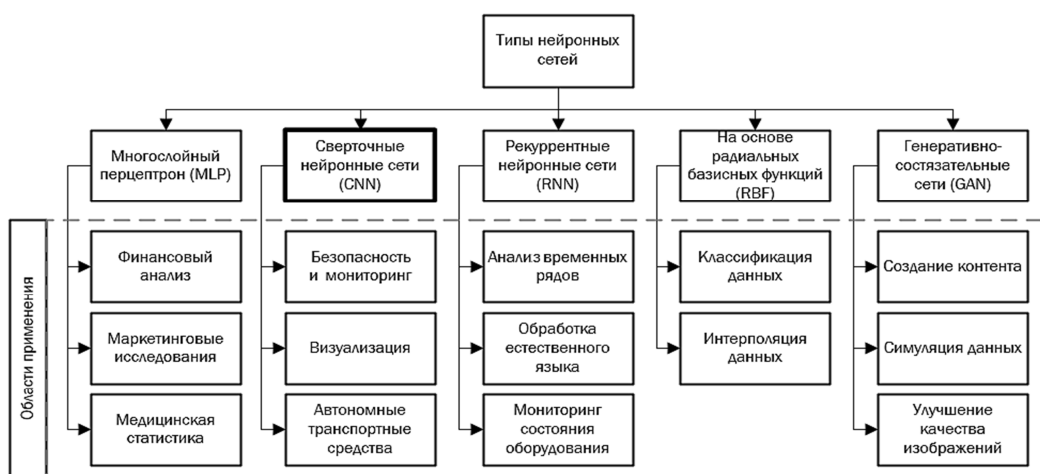 Типы нейронных
сетей
Многослойный
перцептрон (MLP)
Сверточные
нейронные сети
(CNN)
Рекуррентные
нейронные сети
(RNN)
На основе
радиальных
базисных функций
(RBF)
Генеративно-
состязательные
сети (GAN)
Области применения
Финансовый
анализ
Безопасность
и мониторинг
Анализ временных
рядов
Классификация
данных
Создание контента
Маркетинговые
исследования
Визуализация
Обработка
естественного
языка
Интерполяция
данных
Симуляция данных
Медицинская
статистика
Автономные
транспортные
средства
Мониторинг
состояния
оборудования
Улучшение
качества
изображений